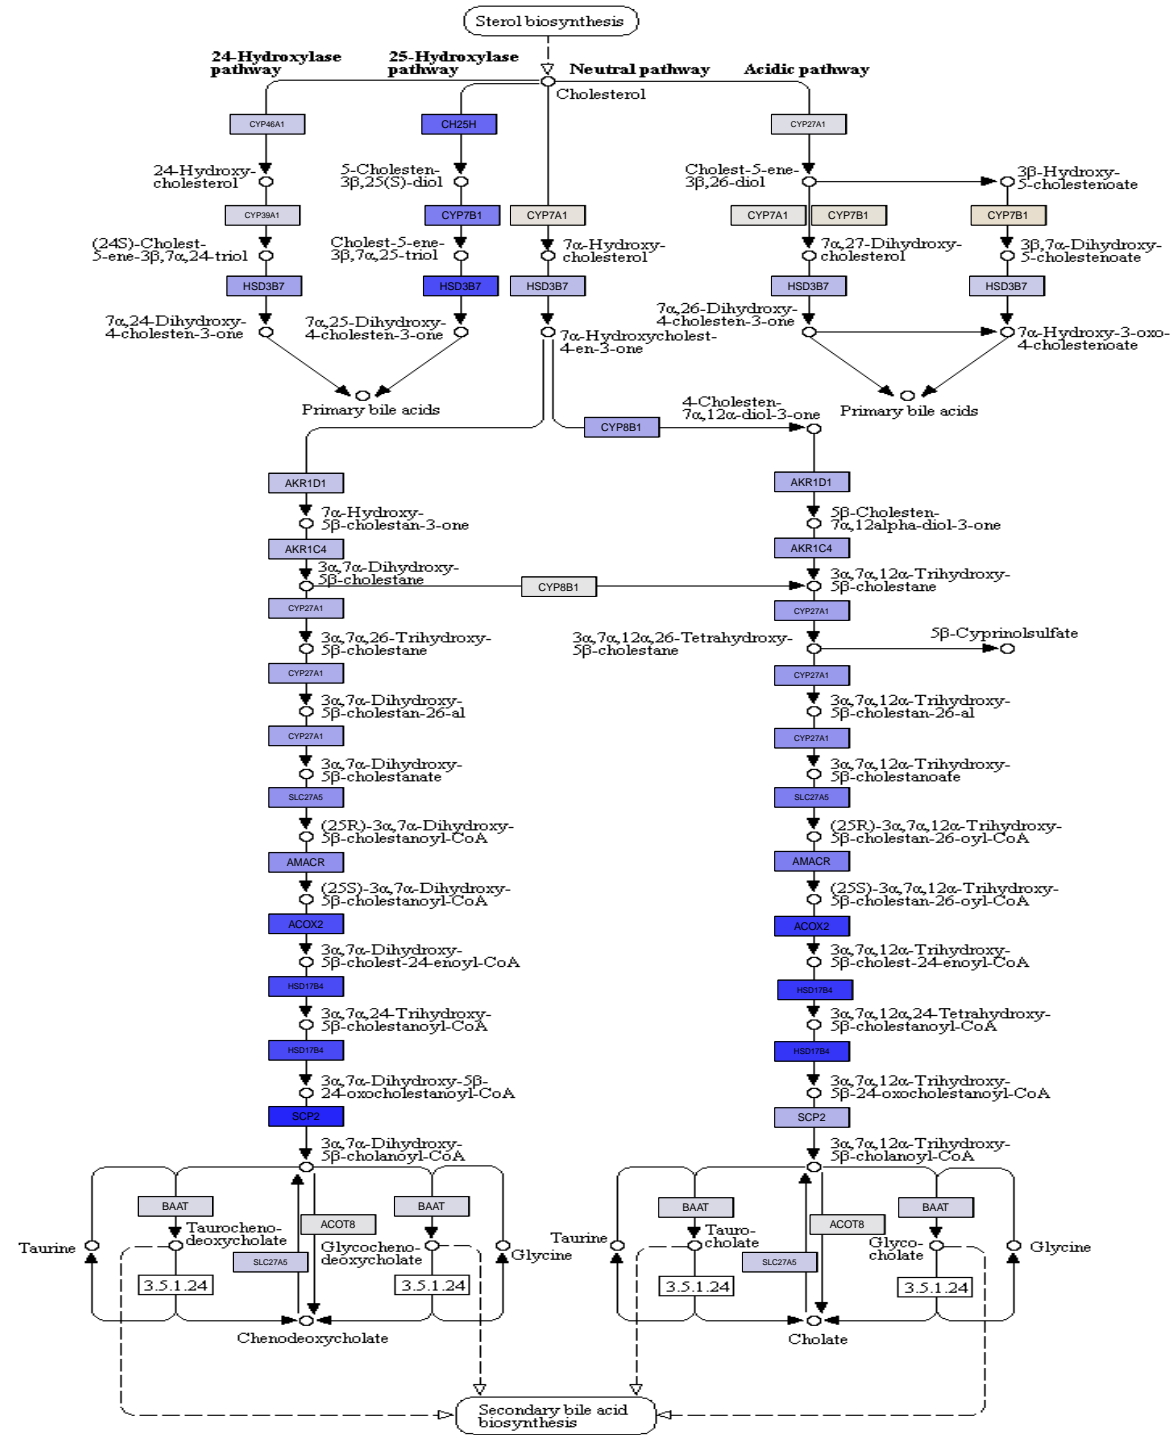 Sterol biosynthesis
24-Hydroxylase
pathway
25-Hydroxylase
pathway
Neutral pathway
Acidic pathway
Cholesterol
CYP46A1
CH25H
CYP27A1
24-Hydroxy-
cholesterol
5-Cholesten-
3β,25(S)-diol
Cholest-5-ene-
3β,26-diol
3β-Hydroxy-
5-cholestenoate
CYP39A1
CYP7B1
CYP7A1
CYP7A1
CYP7B1
CYP7B1
(24S)-Cholest-
5-ene-3β,7α,24-triol
Cholest-5-ene-
3β,7α,25-triol
7α-Hydroxy-
cholesterol
7α,27-Dihydroxy-
cholesterol
3β,7α-Dihydroxy-
5-cholestenoate
HSD3B7
HSD3B7
HSD3B7
HSD3B7
HSD3B7
7α,24-Dihydroxy-
4-cholesten-3-one
7α,25-Dihydroxy-
4-cholesten-3-one
7α-Hydroxycholest-
4-en-3-one
7α,26-Dihydroxy-
4-cholesten-3-one
7α-Hydroxy-3-oxo-
4-cholestenoate
Primary bile acids
Primary bile acids
4-Cholesten-
7α,12α-diol-3-one
CYP8B1
AKR1D1
AKR1D1
7α-Hydroxy-
5β-cholestan-3-one
5β-Cholesten-
7α,12alpha-diol-3-one
AKR1C4
AKR1C4
3α,7α-Dihydroxy-
5β-cholestane
CYP8B1
3α,7α,12α-Trihydroxy-
5β-cholestane
CYP27A1
CYP27A1
3α,7α,26-Trihydroxy-
5β-cholestane
3α,7α,12α,26-Tetrahydroxy-
5β-cholestane
5β-Cyprinolsulfate
CYP27A1
CYP27A1
3α,7α-Dihydroxy-
5β-cholestan-26-al
3α,7α,12α-Trihydroxy-
5β-cholestan-26-al
CYP27A1
CYP27A1
3α,7α-Dihydroxy-
5β-cholestanate
3α,7α,12α-Trihydroxy-
5β-cholestanoate
SLC27A5
SLC27A5
(25R)-3α,7α-Dihydroxy-
5β-cholestanoyl-CoA
(25R)-3α,7α,12α-Trihydroxy-
5β-cholestan-26-oyl-CoA
AMACR
AMACR
(25S)-3α,7α-Dihydroxy-
5β-cholestanoyl-CoA
(25S)-3α,7α,12α-Trihydroxy-
5β-cholestan-26-oyl-CoA
ACOX2
ACOX2
3α,7α-Dihydroxy-
5β-cholest-24-enoyl-CoA
3α,7α,12α-Trihydroxy-
5β-cholest-24-enoyl-CoA
HSD17B4
HSD17B4
3α,7α,24-Trihydroxy-
5β-cholestanoyl-CoA
3α,7α,12α,24-Tetrahydroxy-
5β-cholestanoyl-CoA
HSD17B4
HSD17B4
3α,7α-Dihydroxy-5β-
24-oxocholestanoyl-CoA
3α,7α,12α-Trihydroxy-
5β-24-oxocholestanoyl-CoA
SCP2
SCP2
3α,7α-Dihydroxy-
5β-cholanoyl-CoA
3α,7α,12α-Trihydroxy-
5β-cholanoyl-CoA
BAAT
BAAT
BAAT
BAAT
ACOT8
ACOT8
Taurine
Taurocheno-
deoxycholate
Glycocheno-
deoxycholate
Glycine
Taurine
Tauro-
cholate
Glyco-
cholate
Glycine
SLC27A5
SLC27A5
3.5.1.24
3.5.1.24
3.5.1.24
3.5.1.24
Chenodeoxycholate
Cholate
Secondary bile acid
biosynthesis